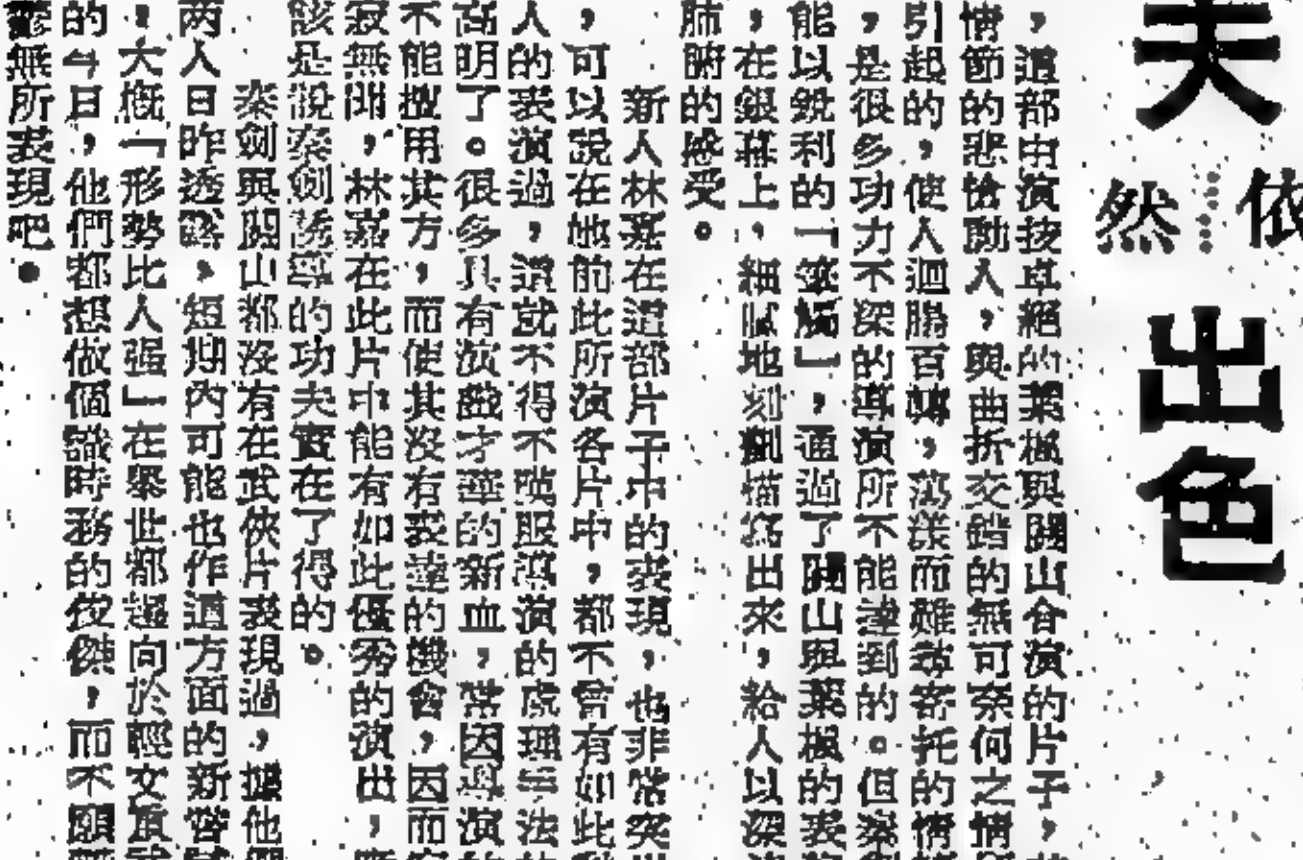 夫
依然
出色
，這部由演技卓絕的葉楓與關山合演的片子，
情節的悲愴動人，與曲折交錯的無可奈何之情
引起的，使人迴腸百轉，蕩漾而難尋寄托的情
，是很多功力不深的導演所不能達到的。但秦劍
能以銳利的「筆觸」，通過了關山與葉楓的表
，在銀幕上，細膩地刻劃描寫出來，給人以深
肺腑的感受。
新人林嘉在這部片子中的表現，也非常突出
，可以說在她前此所演各片中，都不曾有如此
人的表演過，這就不得不嘆服導演的處理手法
高明了。很多具有演戲才華的新血，常因導演
不能擅用其方，而使其沒有表達的機會，因而
寂無聞，林嘉在此片中能有如此優秀的演出，
該是說秦劍誘導的功夫實在了得的。
秦劍與關山都沒有在武俠片表現過，據他們
两人日昨透露，短期內可能也作這方面的新嘗試
，大概「形勢比人强」在舉世都趨向於輕文重武
的今日，他們都想做個識時務的俊傑，而不願
鬱無所表現吧。